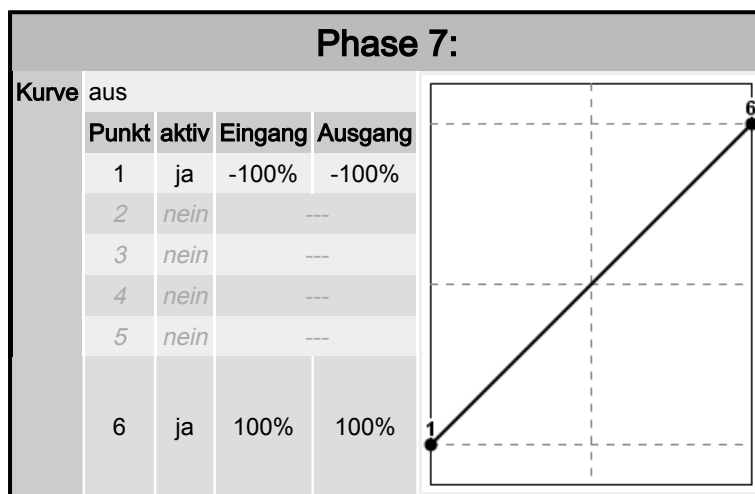 Phase 7:
Kurve aus
Punkt aktiv Eingang Ausgang
1 ja -100% -100%
2 nein ---
3 nein ---
4 nein ---
5 nein ---
6 ja 100% 100%
6
1